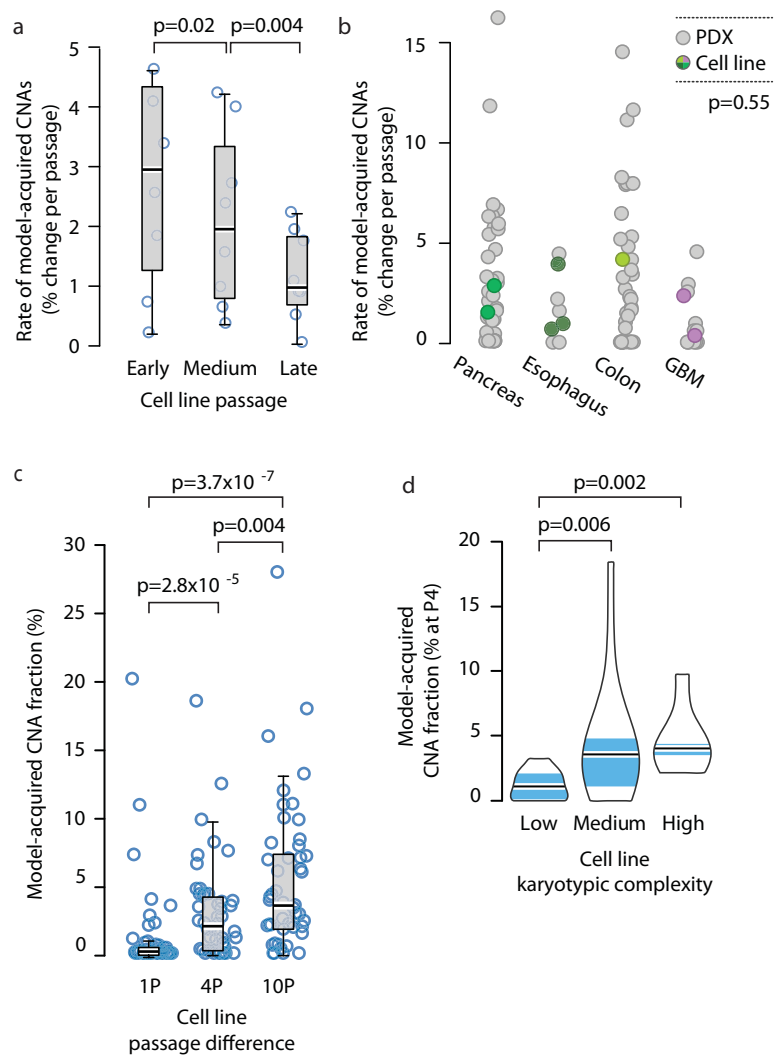 a
p=0.02
p=0.004
Rate of model-acquired CNAs
(% change per passage)
5
4
3
2
1
0
Early
Medium
Late
Cell line passage
b
PDX
Cell line
p=0.55
Rate of model-acquired CNAs
(% change per passage)
15
10
5
0
Pancreas
Esophagus
Colon
GBM
c
p=3.7x10 -7
p=0.004
p=2.8x10 -5
Model-acquired CNA fraction (%)
30
25
20
15
10
5
0
1P
4P
10P
Cell line
passage difference
d
p=0.002
p=0.006
Model-acquired
CNA fraction (% at P4)
20
15
10
5
0
Low
Medium
High
Cell line
karyotypic complexity